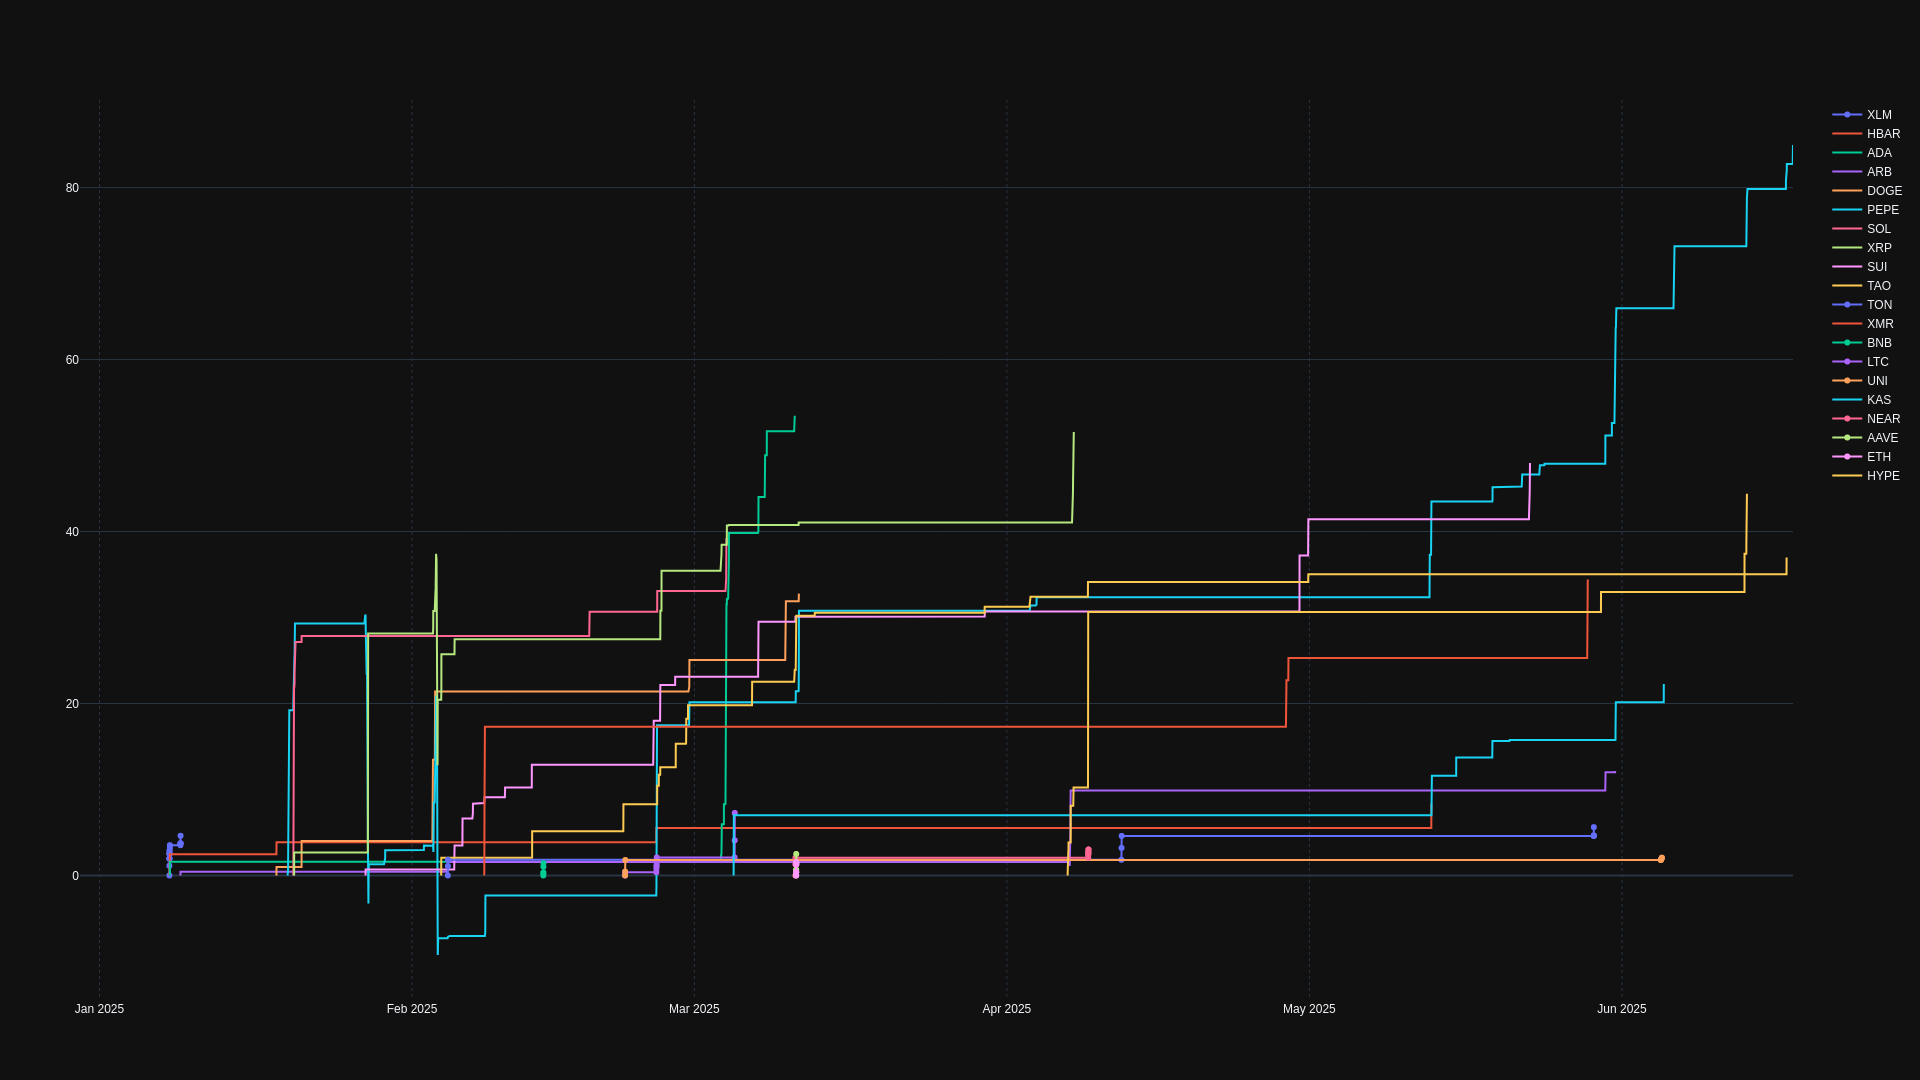 80
60
40
20
0
Jan 2025
Feb 2025
Mar 2025
Apr 2025
May 2025
Jun 2025
XLM
HBAR
ADA
ARB
DOGE
PEPE
SOL
XRP
SUI
TAO
TON
XMR
BNB
LTC
UNI
KAS
NEAR
AAVE
ETH
HYPE